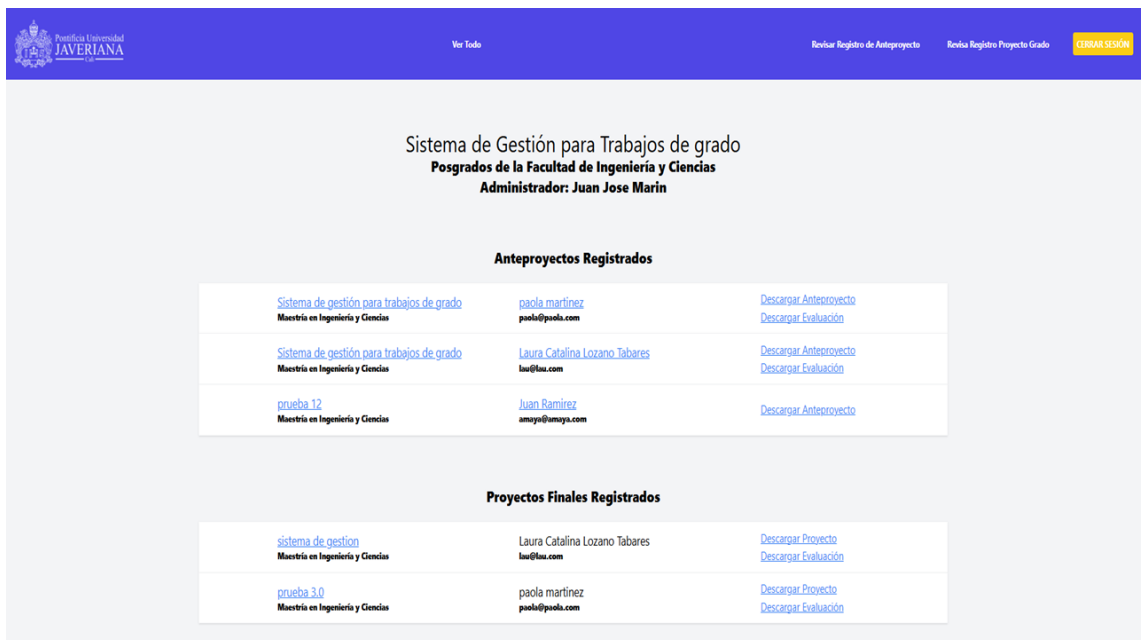 Pontificia Universidad
JAVERIANA
Cali
Ver Todo
Revisar Registro de Anteproyecto
Revisa Registro Proyecto Grado
CERRAR SESIÓN
Sistema de Gestión para Trabajos de grado
Posgrados de la Facultad de Ingeniería y Ciencias
Administrador: Juan Jose Marin
Anteproyectos Registrados
Sistema de gestión para trabajos de grado
Maestría en Ingeniería y Ciencias
paola martinez
paola@paola.com
Descargar Anteproyecto
Descargar Evaluación
Sistema de gestión para trabajos de grado
Maestría en Ingeniería y Ciencias
Laura Catalina Lozano Tabares
lau@lau.com
Descargar Anteproyecto
Descargar Evaluación
prueba 12
Maestría en Ingeniería y Ciencias
Juan Ramirez
amaya@amaya.com
Descargar Anteproyecto
Proyectos Finales Registrados
sistema de gestion
Maestría en Ingeniería y Ciencias
Laura Catalina Lozano Tabares
lau@lau.com
Descargar Proyecto
Descargar Evaluación
prueba 3.0
Maestría en Ingeniería y Ciencias
paola martinez
paola@paola.com
Descargar Proyecto
Descargar Evaluación